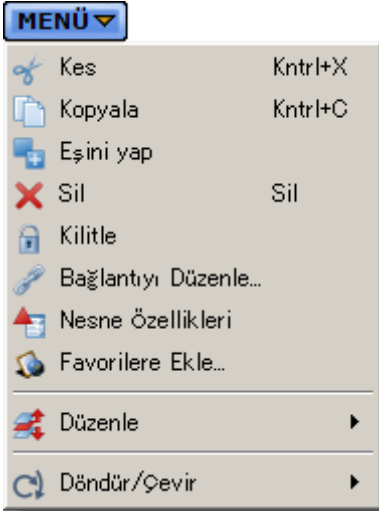 MENÜ
Kes Kntrl+X
Kopyala Kntrl+C
Eşini yap
Sil Sil
Kilitle
Bağlantıyı Düzenle...
Nesne Özellikleri
Favorilere Ekle...
Düzenle
Döndür/Çevir